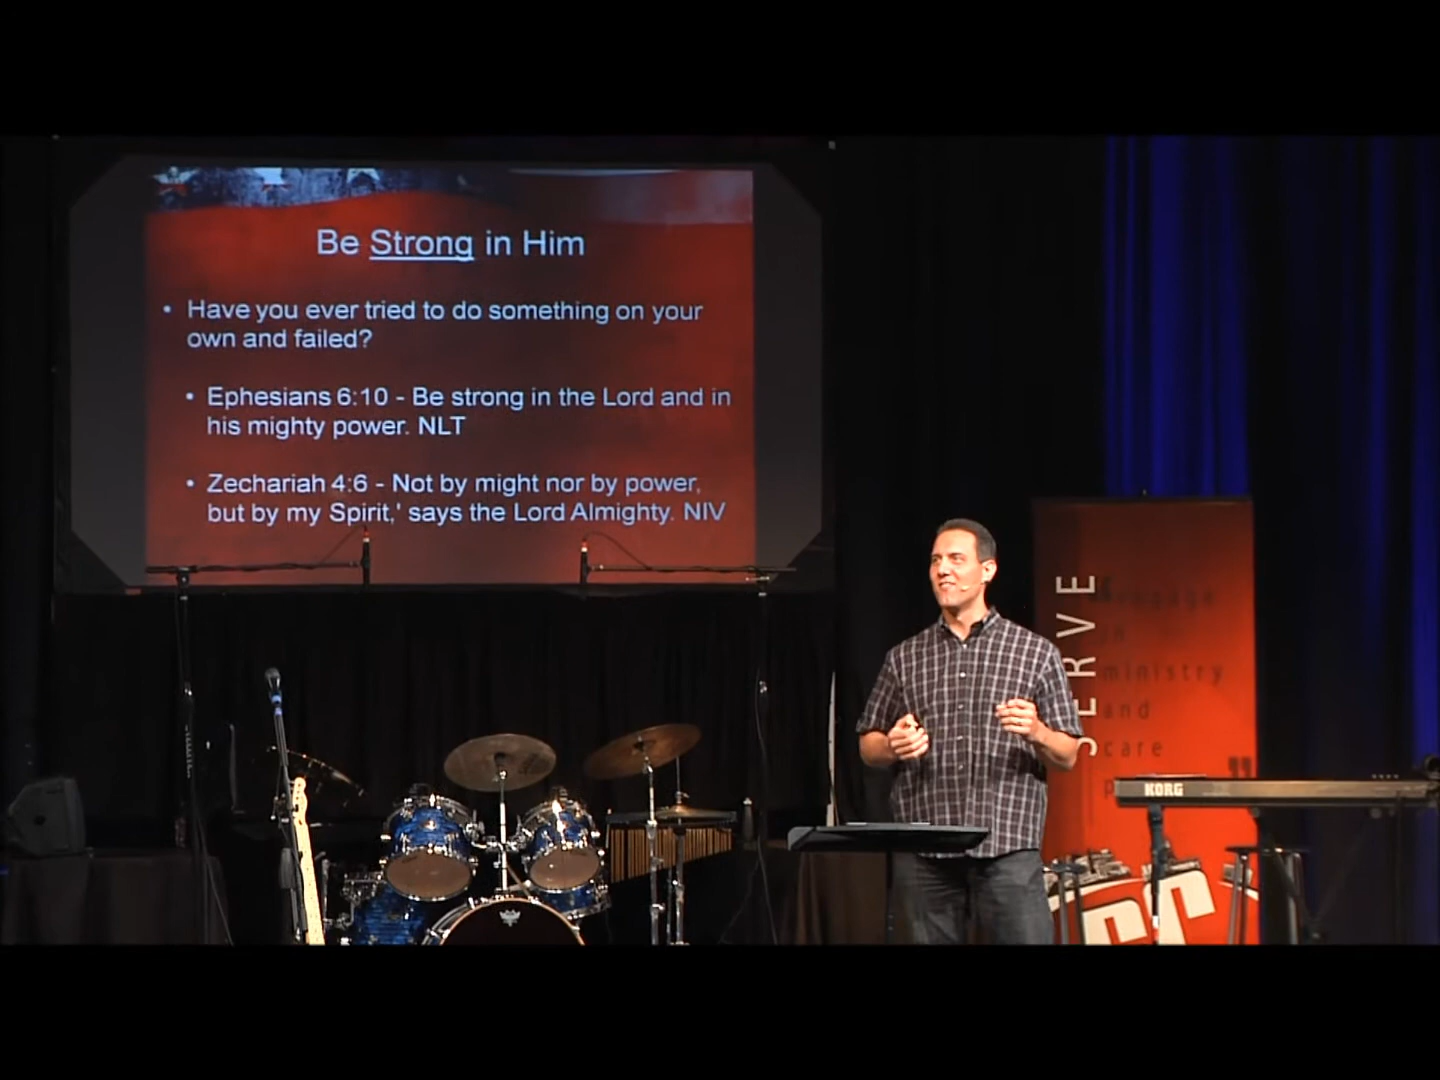 Be Strong in Him
• Have you ever tried to do something on your
own and failed?
• Ephesians 6:10 - Be strong in the Lord and in
his mighty power. NLT
• Zechariah 4:6 - Not by might nor by power,
but by my Spirit,' says the Lord Almighty. NIV
SERVE
engage
in
ministry
and
care
KORG